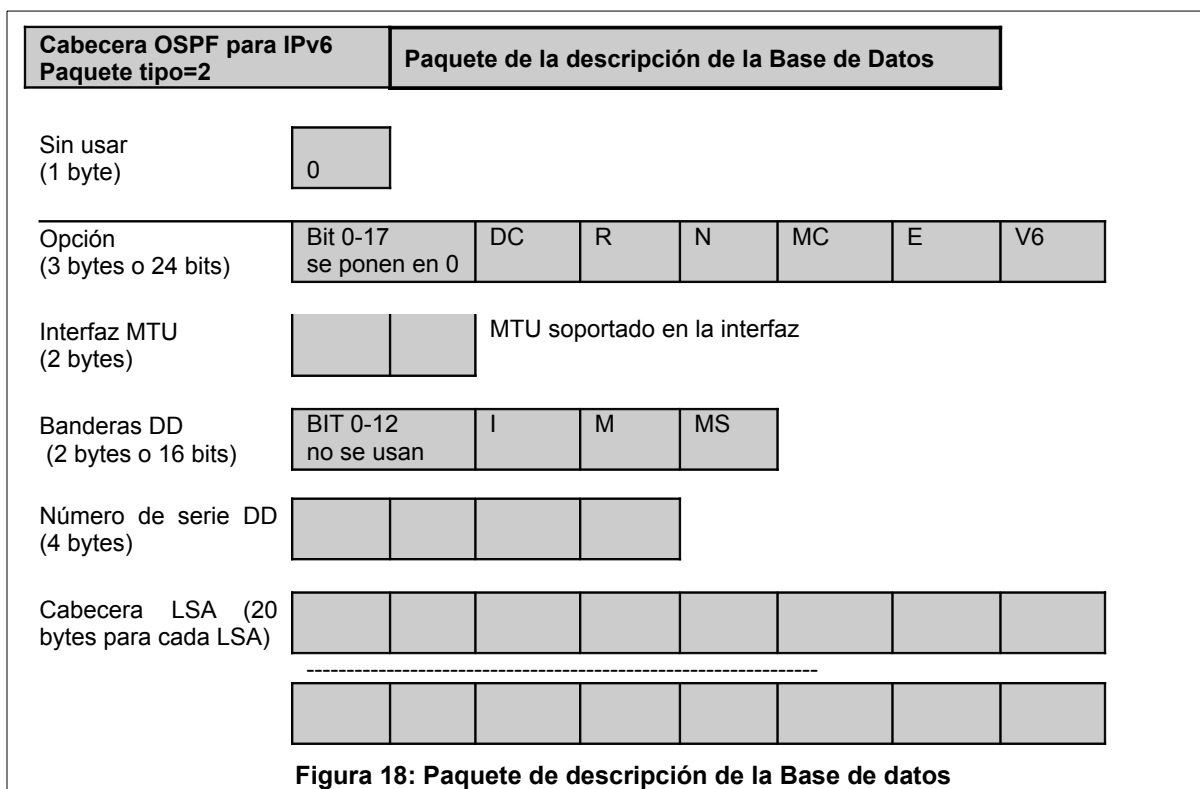 Cabecera OSPF para IPv6
Paquete tipo=2
Paquete de la descripción de la Base de Datos
Sin usar
(1 byte)
0
Opción
(3 bytes o 24 bits)
Bit 0-17
se ponen en 0
DC
R
N
MC
E
V6
Interfaz MTU
(2 bytes)
MTU soportado en la interfaz
Banderas DD
(2 bytes o 16 bits)
BIT 0-12
no se usan
I
M
MS
Número de serie DD
(4 bytes)
Cabecera LSA (20
bytes para cada LSA)
----------------------------------------------------------------
Figura 18: Paquete de descripción de la Base de datos